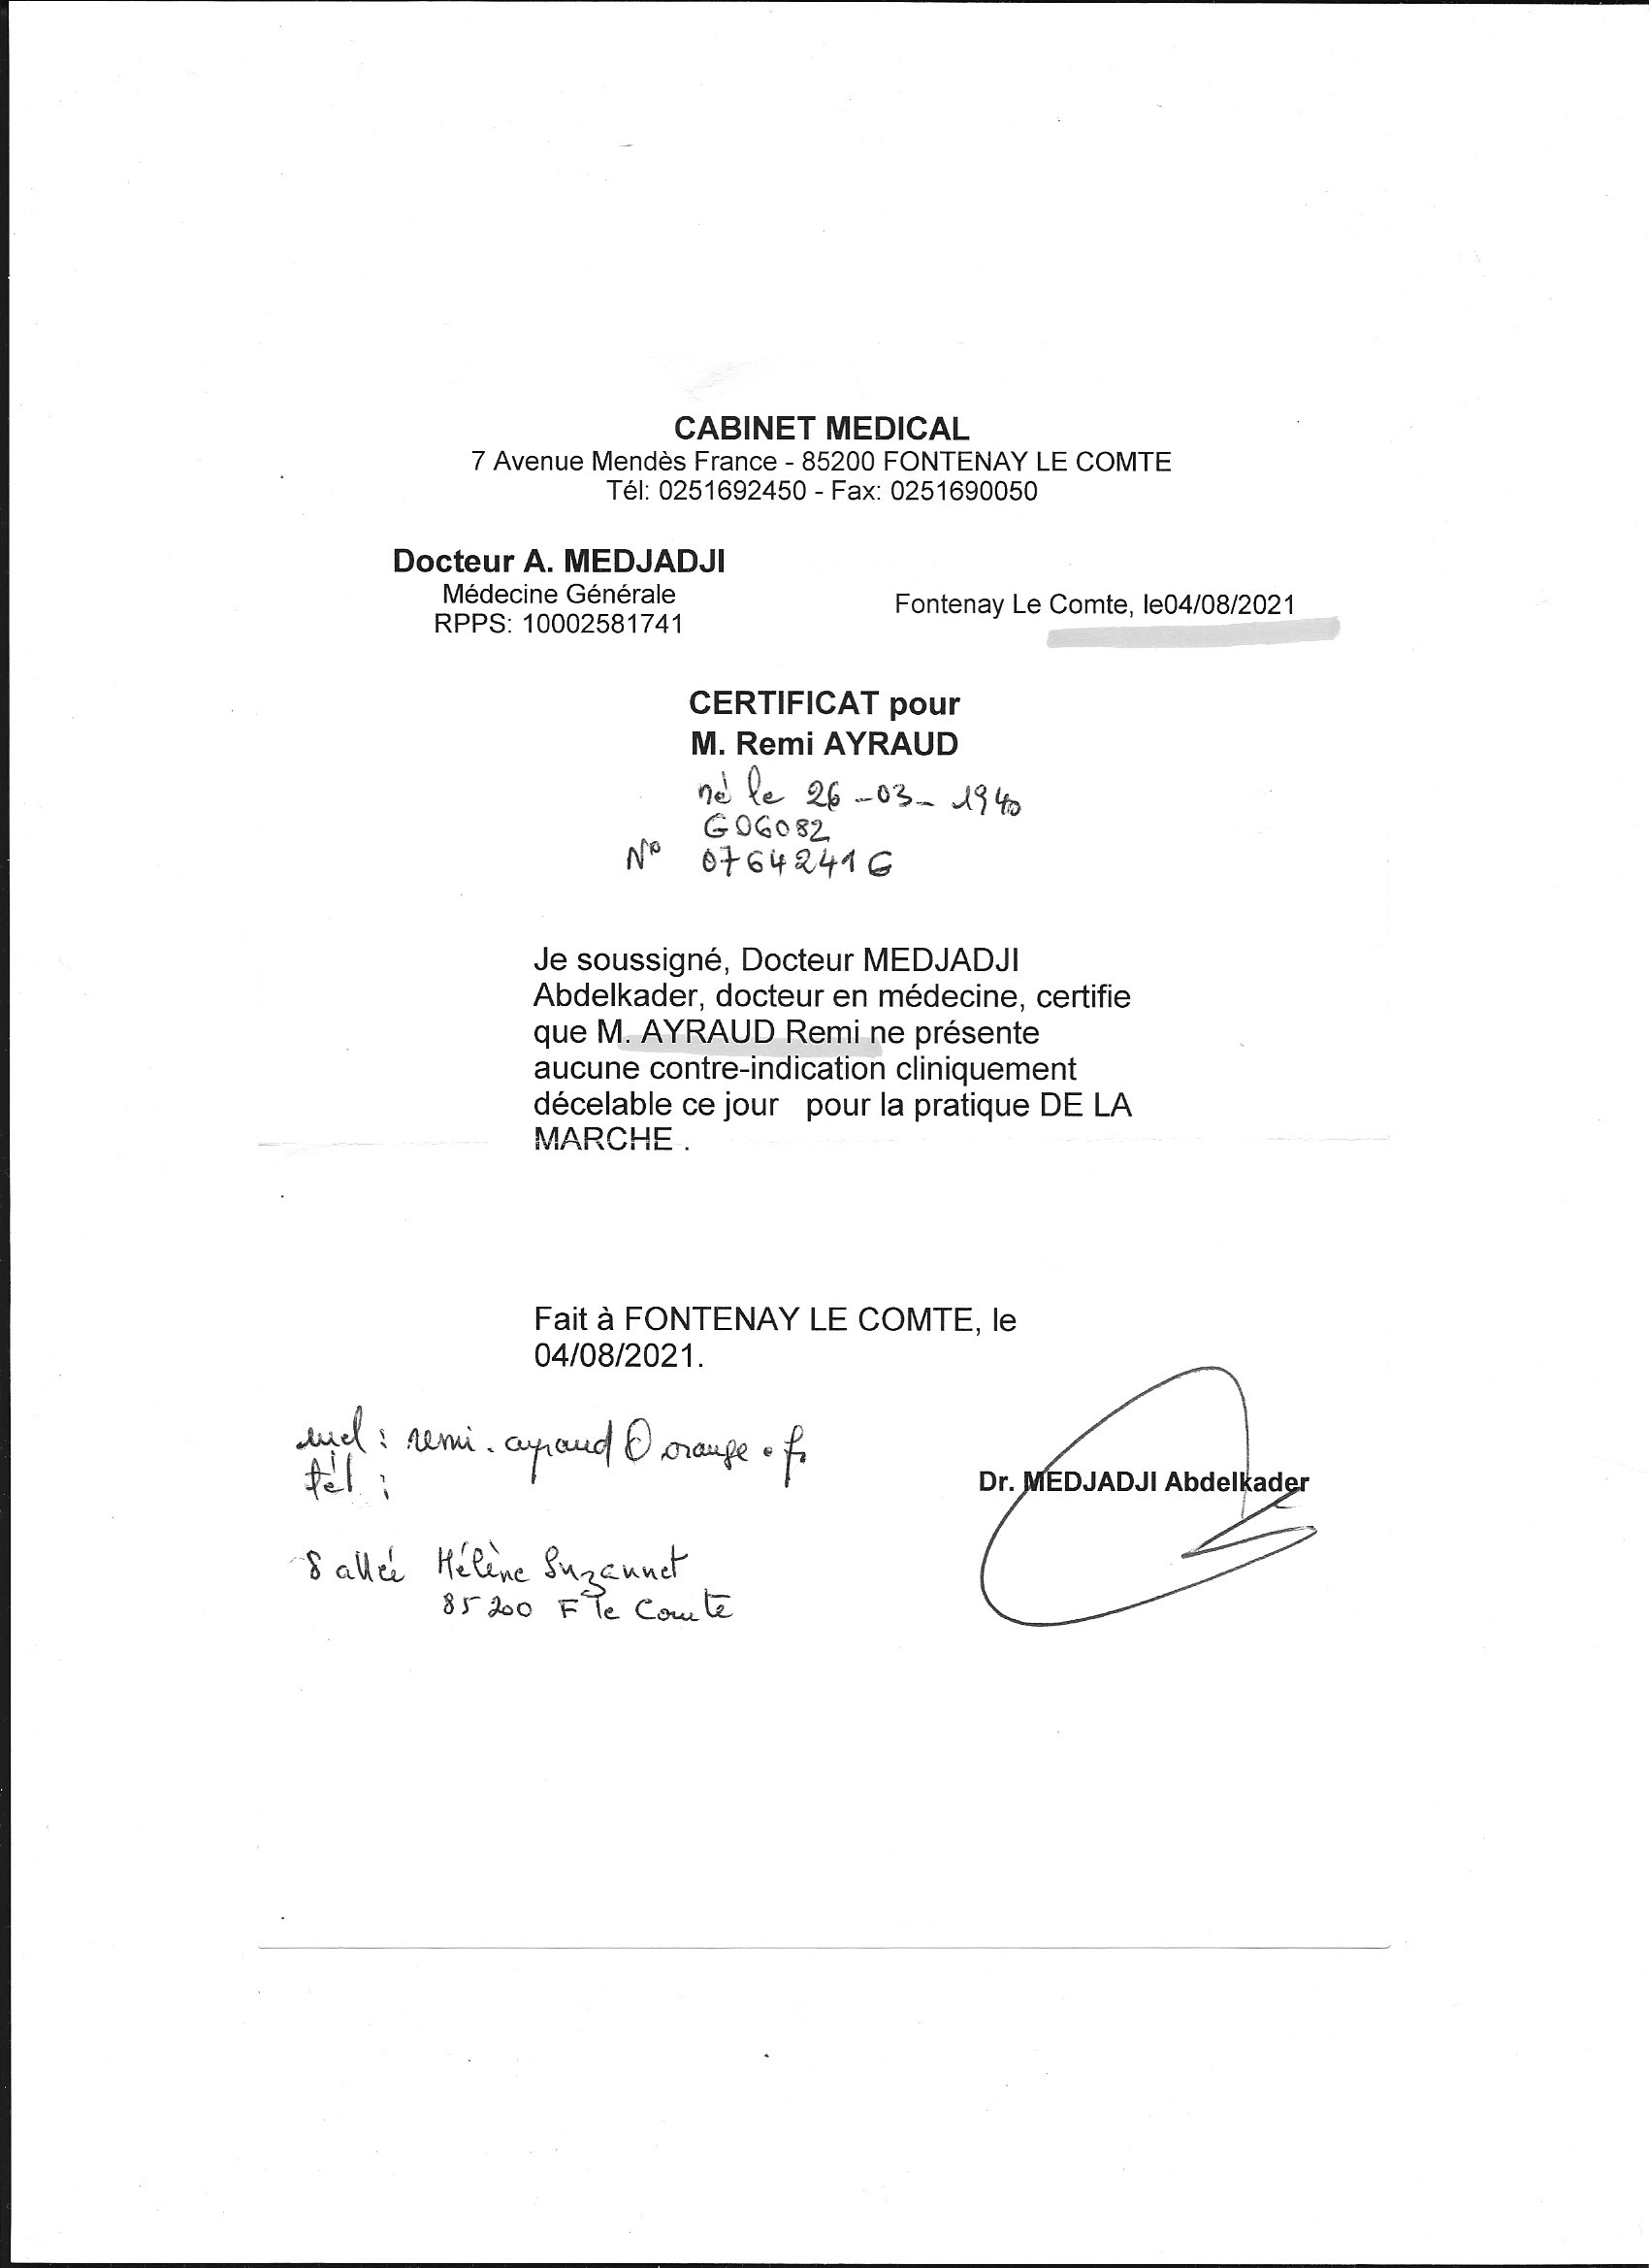 CABINET MEDICAL
7 Avenue Mendès France - 85200 FONTENAY LE COMTE
Tél: 0251692450 - Fax: 0251690050
Docteur A. MEDJADJI
Médecine Générale
RPPS: 10002581741
Fontenay Le Comte, le04/08/2021
CERTIFICAT pour
M. Remi AYRAUD
né le 26-03-1940
G06082
N° 0764241G
Je soussigné, Docteur MEDJADJI
Abdelkader, docteur en médecine, certifie
que M. AYRAUD Remi ne présente
aucune contre-indication cliniquement
décelable ce jour pour la pratique DE LA
MARCHE .
Fait à FONTENAY LE COMTE, le
04/08/2021.
mel : remi.ayraud@orange.fr
tél :
Dr. MEDJADJI Abdelkader
8 allée Hélène Suzannet
85200 F le Comte